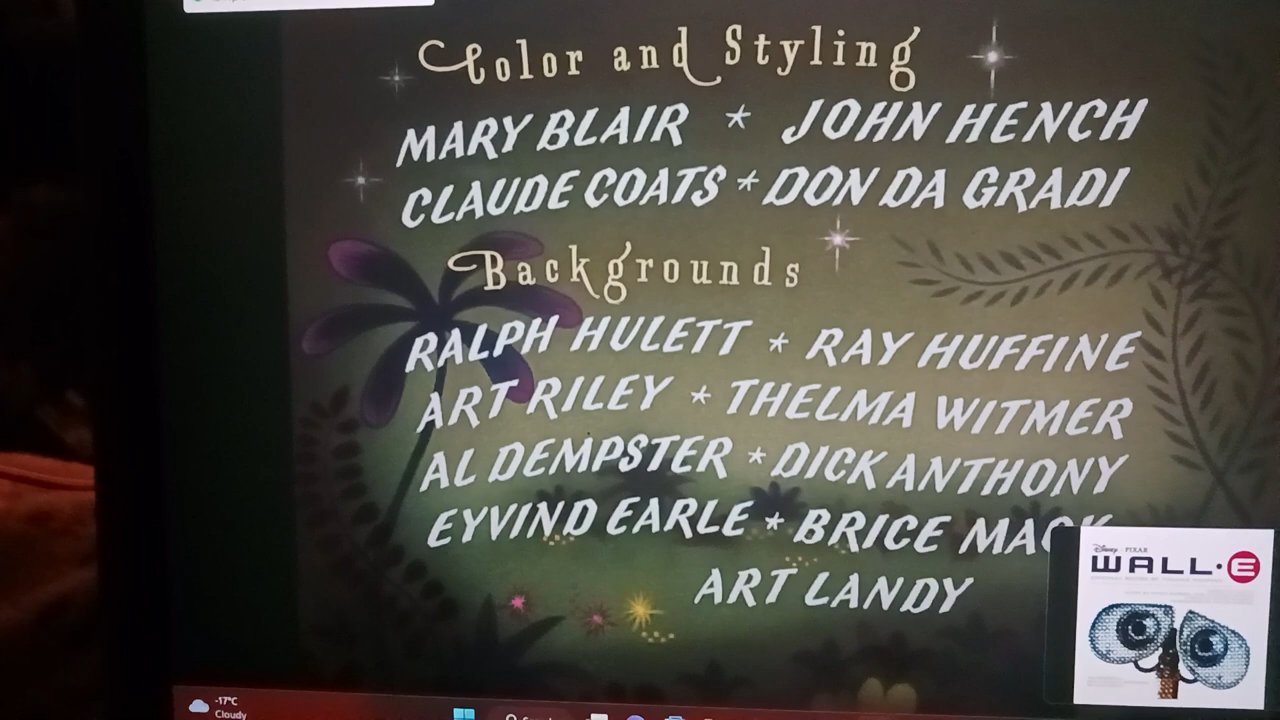 Color and Styling
MARY BLAIR * JOHN HENCH
CLAUDE COATS * DON DA GRADI
Backgrounds
RALPH HULETT * RAY HUFFINE
ART RILEY * THELMA WITMER
AL DEMPSTER * DICK ANTHONY
EYVIND EARLE * BRICE MACK
ART LANDY
Disney · PIXAR
WALL·E
-17°C
Cloudy